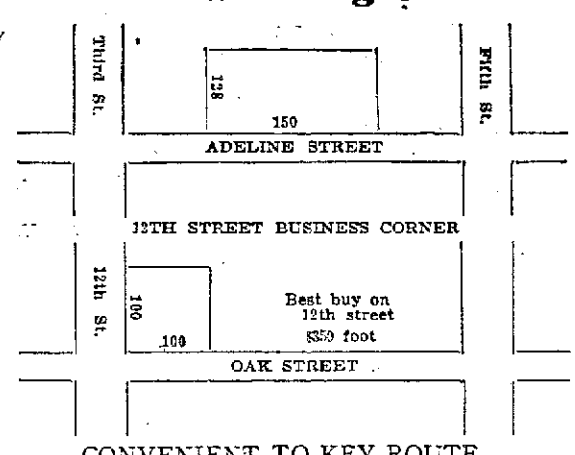 Third St.
Fifth St.
128
150
ADELINE STREET
12TH STREET BUSINESS CORNER
12th St.
100
100
Best buy on
12th street
$350 foot
OAK STREET
CONVENIENT TO KEY ROUTE